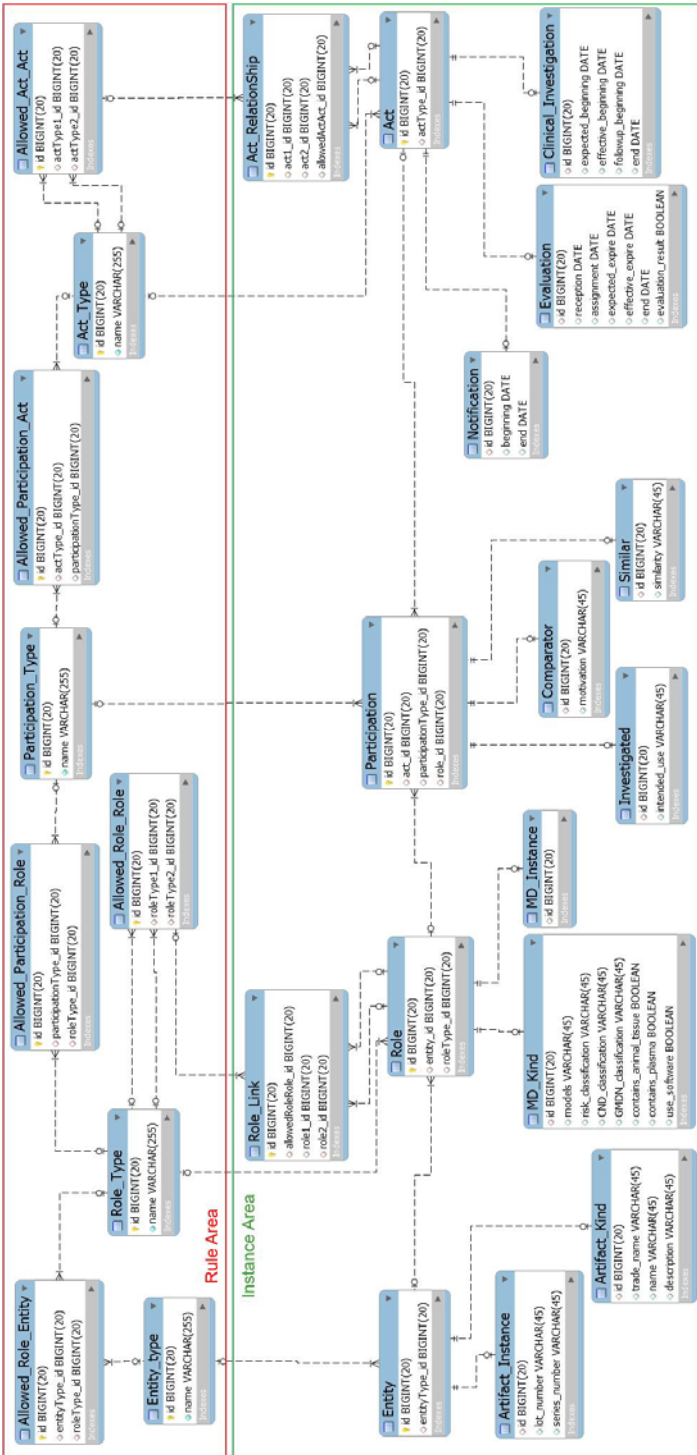 Allowed_Role_Entity
id BIGINT(20)
entityType_id BIGINT(20)
roleType_id BIGINT(20)
Indexes
Entity_type
id BIGINT(20)
name VARCHAR(255)
Indexes
Role_Type
id BIGINT(20)
name VARCHAR(255)
Indexes
Allowed_Participation_Role
id BIGINT(20)
participationType_id BIGINT(20)
roleType_id BIGINT(20)
Indexes
Allowed_Role_Role
id BIGINT(20)
roleType1_id BIGINT(20)
roleType2_id BIGINT(20)
Indexes
Participation_Type
id BIGINT(20)
name VARCHAR(255)
Indexes
Allowed_Participation_Act
id BIGINT(20)
actType_id BIGINT(20)
participationType_id BIGINT(20)
Indexes
Act_Type
id BIGINT(20)
name VARCHAR(255)
Indexes
Allowed_Act_Act
id BIGINT(20)
actType1_id BIGINT(20)
actType2_id BIGINT(20)
Indexes
Rule Area
Instance Area
Entity
id BIGINT(20)
entityType_id BIGINT(20)
Indexes
Role_Link
id BIGINT(20)
allowedRoleRole_id BIGINT(20)
role1_id BIGINT(20)
role2_id BIGINT(20)
Indexes
Role
id BIGINT(20)
entity_id BIGINT(20)
roleType_id BIGINT(20)
Indexes
Participation
id BIGINT(20)
act_id BIGINT(20)
participationType_id BIGINT(20)
role_id BIGINT(20)
Indexes
Act_RelationShip
id BIGINT(20)
act1_id BIGINT(20)
act2_id BIGINT(20)
allowedActAct_id BIGINT(20)
Indexes
Act
id BIGINT(20)
actType_id BIGINT(20)
Indexes
Artifact_Instance
id BIGINT(20)
lot_number VARCHAR(45)
series_number VARCHAR(45)
Indexes
Artifact_Kind
id BIGINT(20)
trade_name VARCHAR(45)
name VARCHAR(45)
description VARCHAR(45)
Indexes
MD_Kind
id BIGINT(20)
models VARCHAR(45)
risk_classification VARCHAR(45)
CND_classification VARCHAR(45)
GMDN_classification VARCHAR(45)
contains_animal_tissue BOOLEAN
contains_plasma BOOLEAN
use_software BOOLEAN
Indexes
MD_Instance
id BIGINT(20)
Indexes
Investigated
id BIGINT(20)
intended_use VARCHAR(45)
Indexes
Comparator
id BIGINT(20)
motivation VARCHAR(45)
Indexes
Similar
id BIGINT(20)
similarity VARCHAR(45)
Indexes
Notification
id BIGINT(20)
beginning DATE
end DATE
Indexes
Evaluation
id BIGINT(20)
reception DATE
assignment DATE
expected_expire DATE
effective_expire DATE
end DATE
evaluation_result BOOLEAN
Indexes
Clinical_Investigation
id BIGINT(20)
expected_beginning DATE
effective_beginning DATE
followup_beginning DATE
end DATE
Indexes